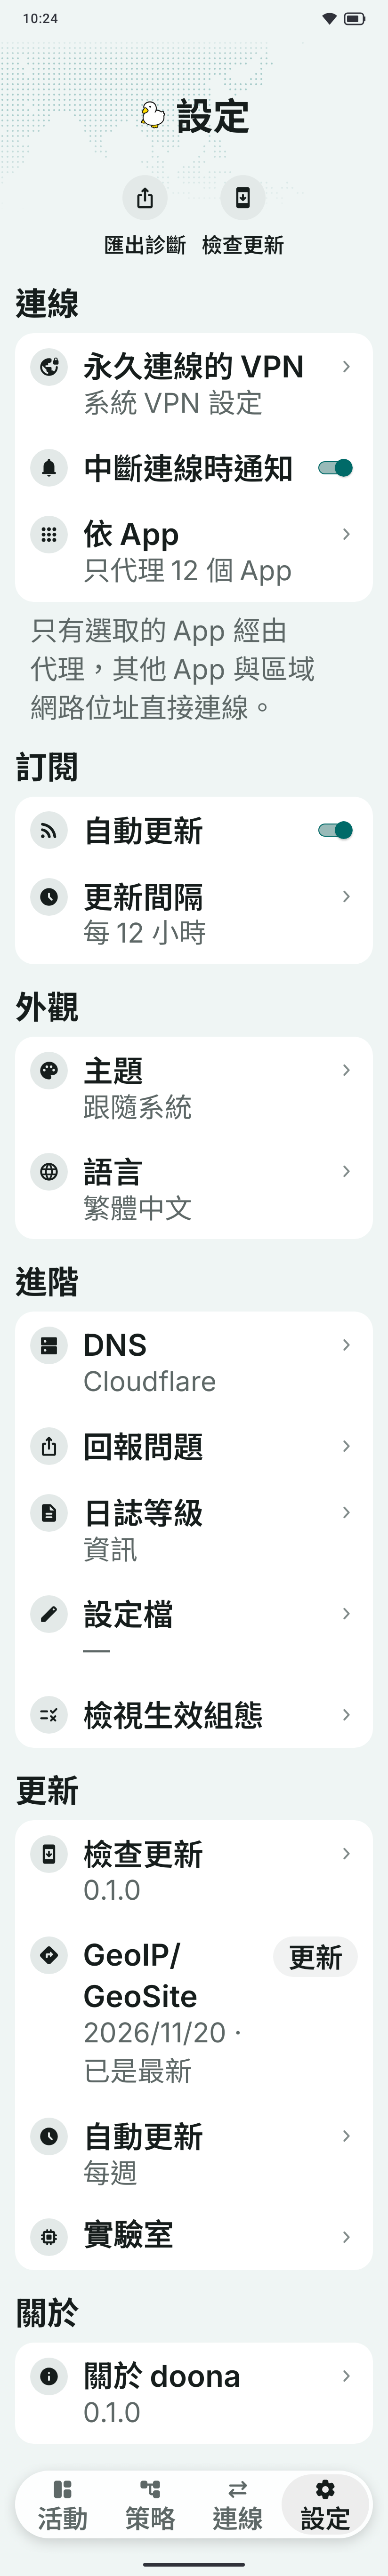 10:24
設定
匯出診斷
檢查更新
連線
永久連線的 VPN
系統 VPN 設定
中斷連線時通知
依 App
只代理 12 個 App
只有選取的 App 經由
代理，其他 App 與區域
網路位址直接連線。
訂閱
自動更新
更新間隔
每 12 小時
外觀
主題
跟隨系統
語言
繁體中文
進階
DNS
Cloudflare
回報問題
日誌等級
資訊
設定檔
—
檢視生效組態
更新
檢查更新
0.1.0
GeoIP/
GeoSite
更新
2026/11/20 ·
已是最新
自動更新
每週
實驗室
關於
關於 doona
0.1.0
活動
策略
連線
設定